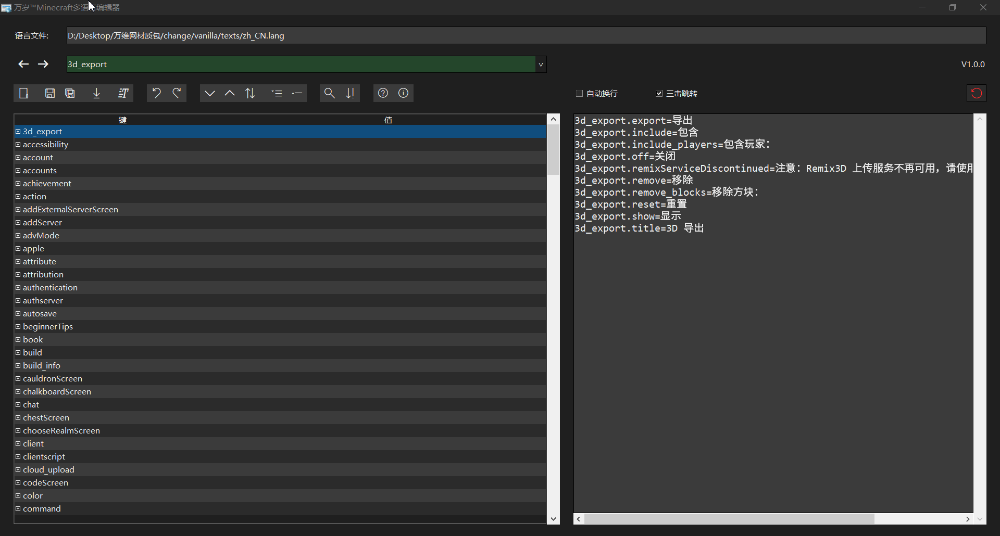 万岁™Minecraft多语言编辑器
语言文件: D:/Desktop/万维网材质包/change/vanilla/texts/zh_CN.lang
3d_export
V1.0.0
自动换行 三击跳转
键 值
3d_export
accessibility
account
accounts
achievement
action
addExternalServerScreen
addServer
advMode
apple
attribute
attribution
authentication
authserver
autosave
beginnerTips
book
build
build_info
cauldronScreen
chalkboardScreen
chat
chestScreen
chooseRealmScreen
client
clientscript
cloud_upload
codeScreen
color
command
3d_export.export=导出
3d_export.include=包含
3d_export.include_players=包含玩家：
3d_export.off=关闭
3d_export.remixServiceDiscontinued=注意：Remix3D 上传服务不再可用，请使用
3d_export.remove=移除
3d_export.remove_blocks=移除方块：
3d_export.reset=重置
3d_export.show=显示
3d_export.title=3D 导出